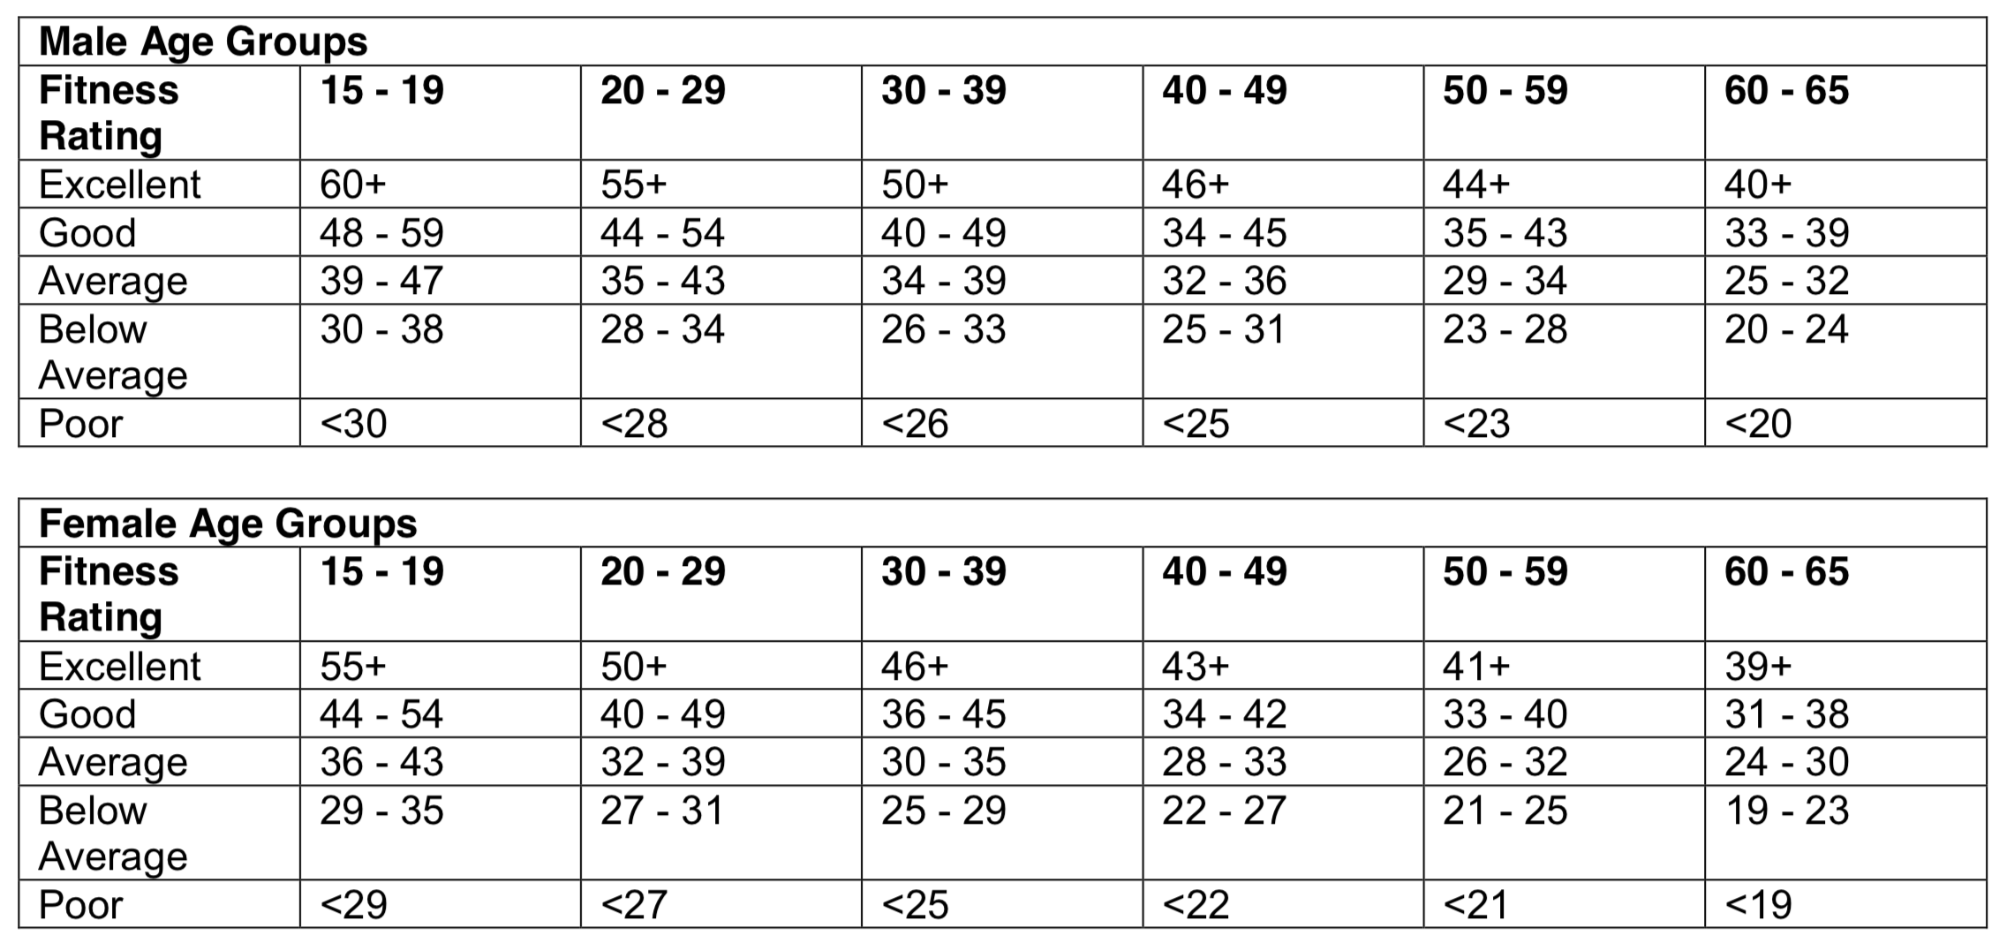 Male Age Groups
Fitness Rating 15 - 19 20 - 29 30 - 39 40 - 49 50 - 59 60 - 65
Excellent 60+ 55+ 50+ 46+ 44+ 40+
Good 48 - 59 44 - 54 40 - 49 34 - 45 35 - 43 33 - 39
Average 39 - 47 35 - 43 34 - 39 32 - 36 29 - 34 25 - 32
Below Average 30 - 38 28 - 34 26 - 33 25 - 31 23 - 28 20 - 24
Poor <30 <28 <26 <25 <23 <20
Female Age Groups
Fitness Rating 15 - 19 20 - 29 30 - 39 40 - 49 50 - 59 60 - 65
Excellent 55+ 50+ 46+ 43+ 41+ 39+
Good 44 - 54 40 - 49 36 - 45 34 - 42 33 - 40 31 - 38
Average 36 - 43 32 - 39 30 - 35 28 - 33 26 - 32 24 - 30
Below Average 29 - 35 27 - 31 25 - 29 22 - 27 21 - 25 19 - 23
Poor <29 <27 <25 <22 <21 <19